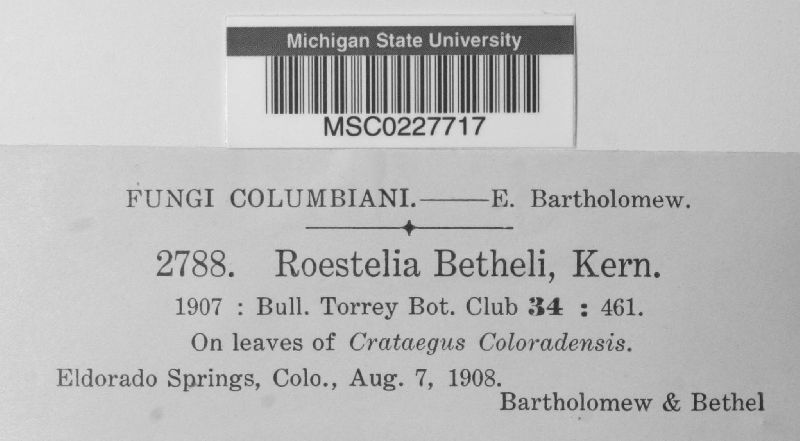 Michigan State University
MSC0227717
FUNGI COLUMBIANI.——E. Bartholomew.
2788. Roestelia Betheli, Kern.
1907 : Bull. Torrey Bot. Club 34 : 461.
On leaves of Crataegus Coloradensis.
Eldorado Springs, Colo., Aug. 7, 1908.
Bartholomew & Bethel